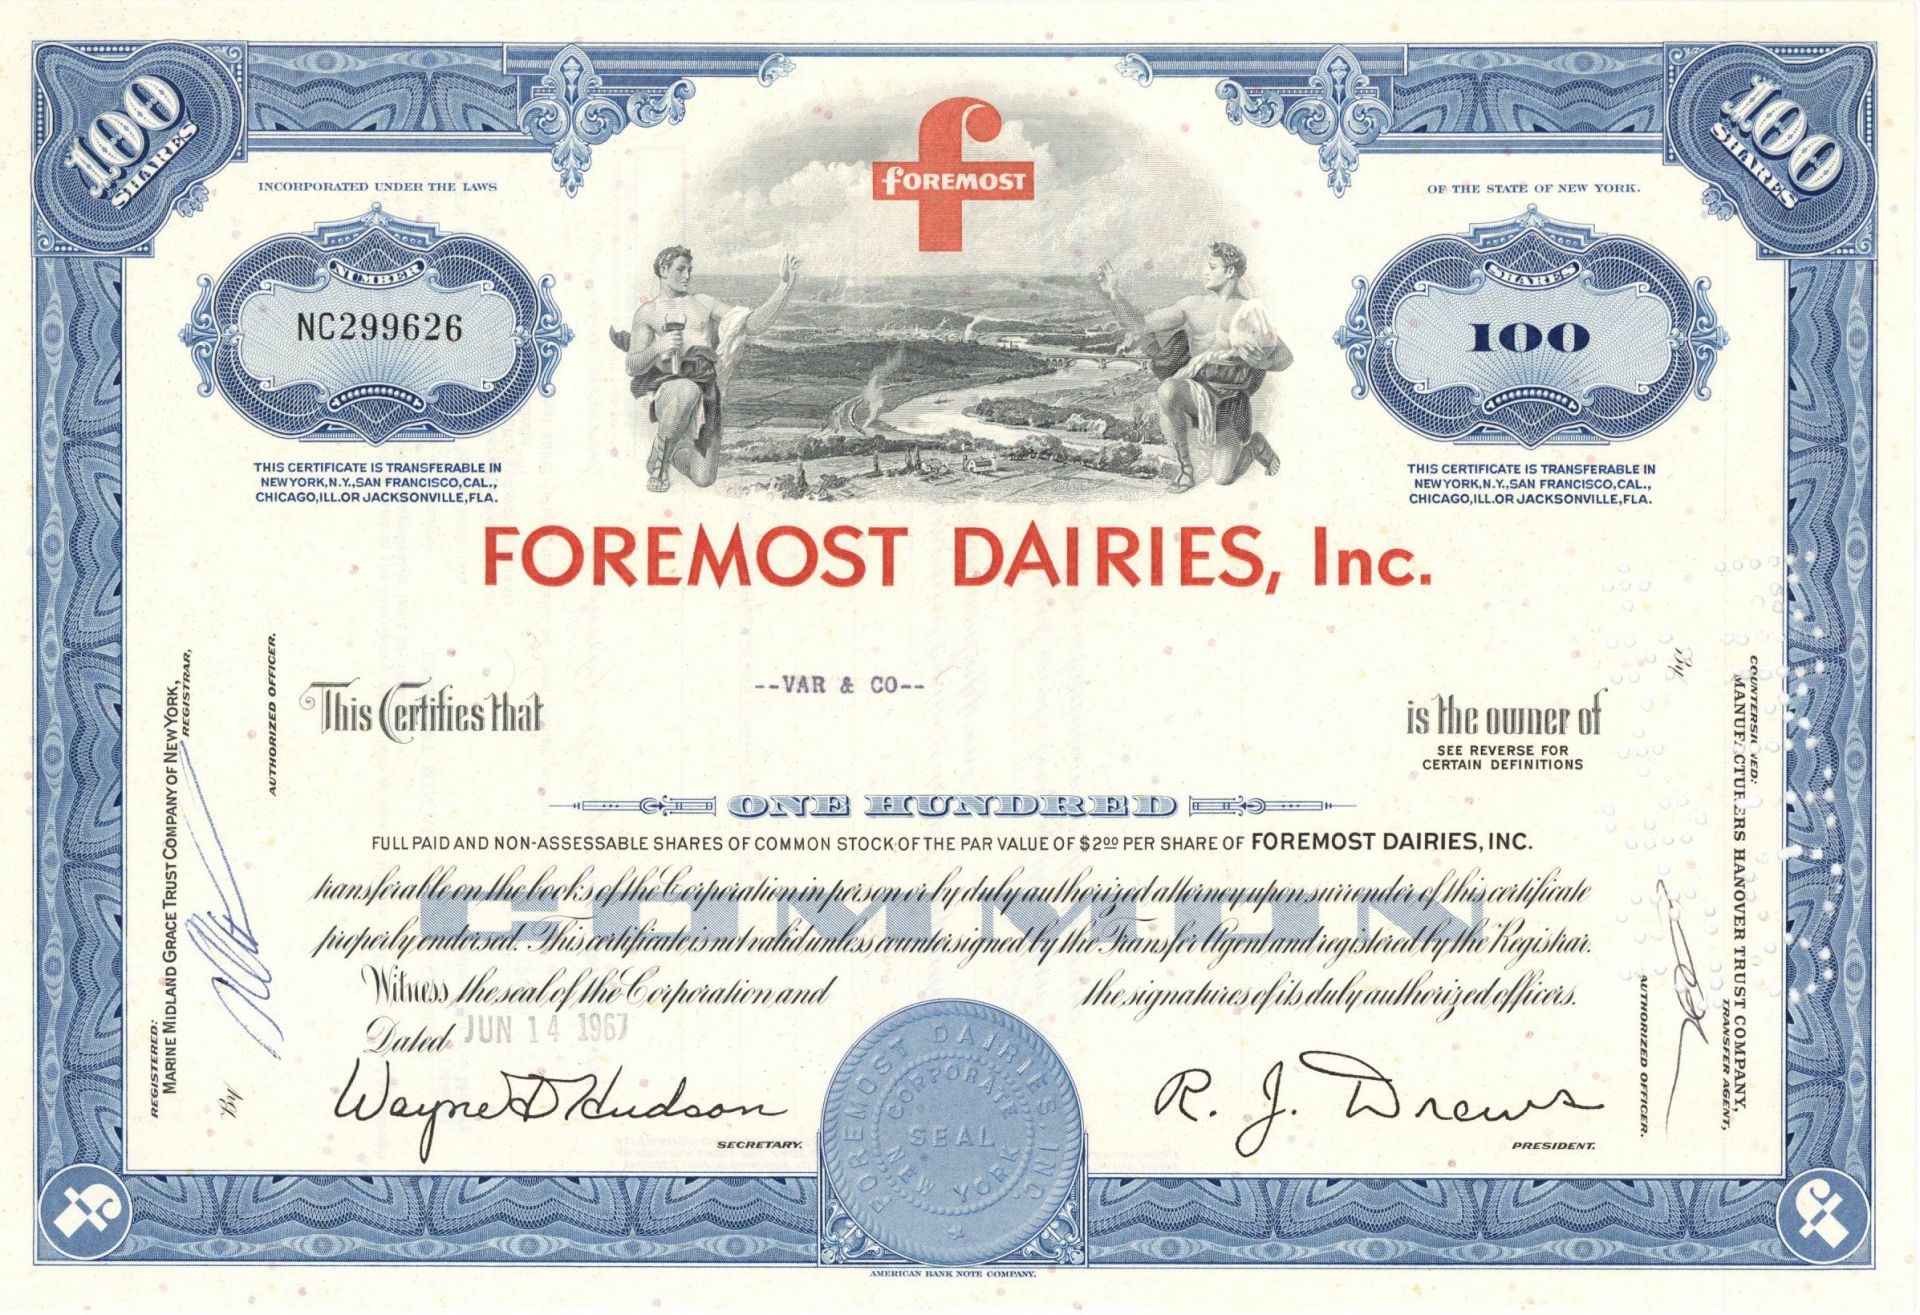 100
SHARES
100
SHARES
fOREMOST
INCORPORATED UNDER THE LAWS
OF THE STATE OF NEW YORK.
NUMBER
NC299626
SHARES
100
THIS CERTIFICATE IS TRANSFERABLE IN
NEW YORK, N.Y., SAN FRANCISCO, CAL.,
CHICAGO, ILL. OR JACKSONVILLE, FLA.
THIS CERTIFICATE IS TRANSFERABLE IN
NEW YORK, N.Y., SAN FRANCISCO, CAL.,
CHICAGO, ILL. OR JACKSONVILLE, FLA.
FOREMOST DAIRIES, Inc.
This Certifies that
--VAR & CO--
is the owner of
SEE REVERSE FOR
CERTAIN DEFINITIONS
ONE HUNDRED
FULL PAID AND NON-ASSESSABLE SHARES OF COMMON STOCK OF THE PAR VALUE OF $2.00 PER SHARE OF FOREMOST DAIRIES, INC.
transferable on the books of the Corporation in person or by duly authorized attorney upon surrender of this certificate
COMMON
properly endorsed. This certificate is not valid unless countersigned by the Transfer Agent and registered by the Registrar.
Witness the seal of the Corporation and the signatures of its duly authorized officers.
Dated JUN 14 1967
Wayne D Hudson
SECRETARY.
R. J. Drews
PRESIDENT.
FOREMOST DAIRIES, INC.
CORPORATE
SEAL
NEW YORK
REGISTERED:
MARINE MIDLAND GRACE TRUST COMPANY OF NEW YORK,
REGISTRAR,
By
AUTHORIZED OFFICER.
COUNTERSIGNED:
MANUFACTURERS HANOVER TRUST COMPANY,
TRANSFER AGENT,
By
AUTHORIZED OFFICER.
AMERICAN BANK NOTE COMPANY.